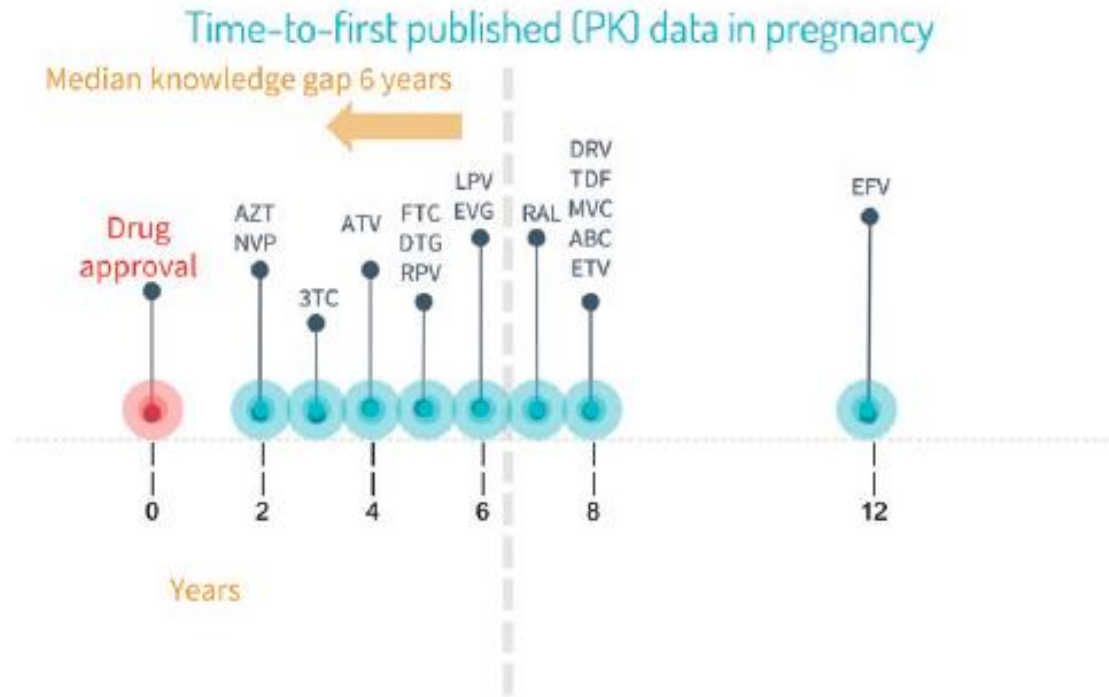 Time-to-first published (PK) data in pregnancy
Median knowledge gap 6 years
Drug
approval
AZT
NVP
3TC
ATV
FTC
DTG
RPV
LPV
EVG
RAL
DRV
TDF
MVC
ABC
ETV
EFV
0
2
4
6
8
12
Years